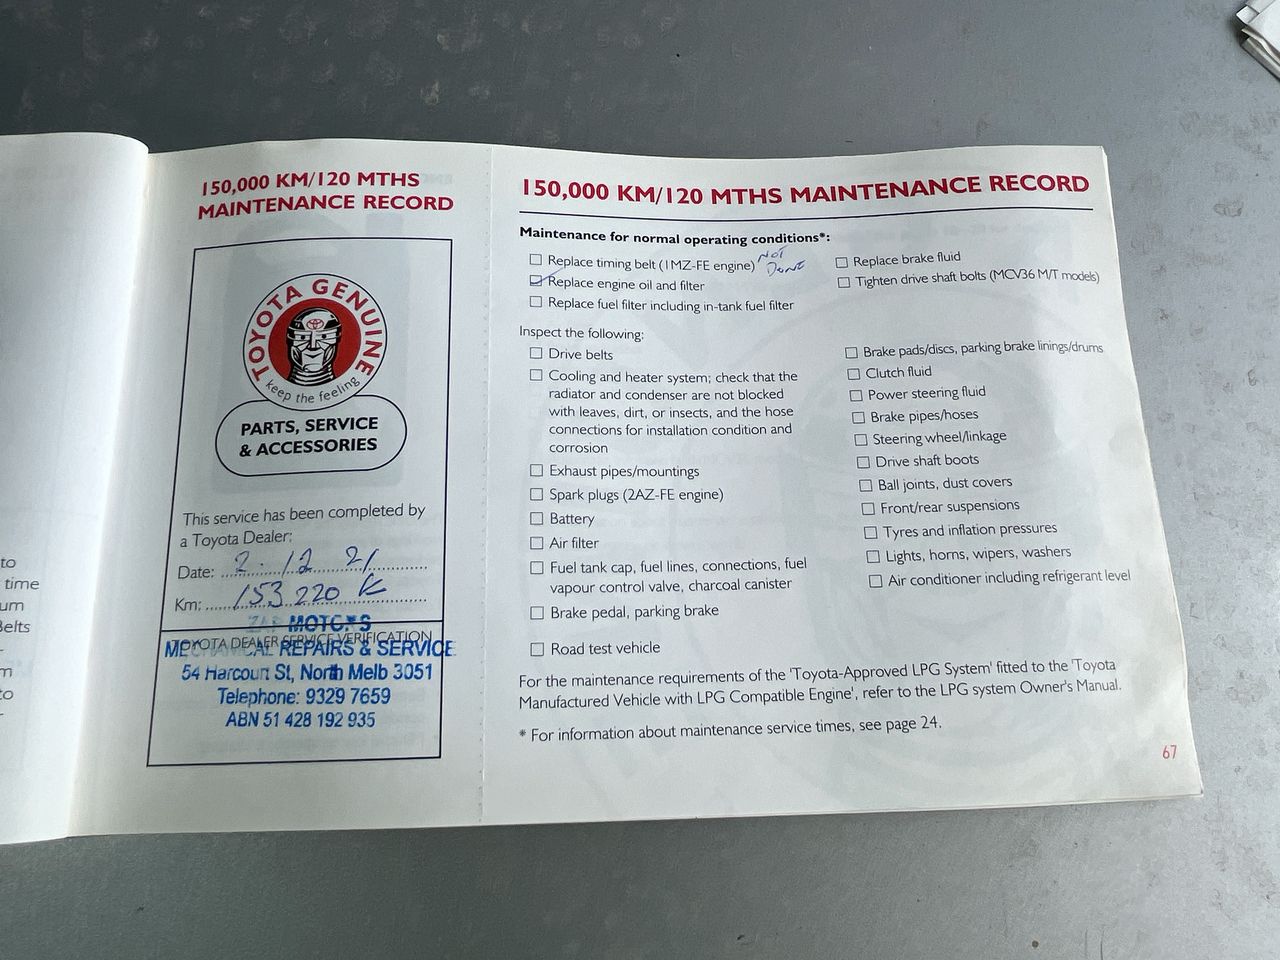 150,000 KM/120 MTHS
MAINTENANCE RECORD
TOYOTA GENUINE
keep the feeling
PARTS, SERVICE
& ACCESSORIES
This service has been completed by
a Toyota Dealer:
Date: 2.12 21
Km: 153 220 K
MOTORS
TOYOTA DEALER SERVICE VERIFICATION
MECHANICAL REPAIRS & SERVICE
54 Harcourt St, North Melb 3051
Telephone: 9329 7659
ABN 51 428 192 935
to
time
um
Belts
m
to
150,000 KM/120 MTHS MAINTENANCE RECORD
Maintenance for normal operating conditions*:
Replace timing belt (1MZ-FE engine) NOT DONE
Replace engine oil and filter
Replace fuel filter including in-tank fuel filter
Replace brake fluid
Tighten drive shaft bolts (MCV36 M/T models)
Inspect the following:
Drive belts
Cooling and heater system; check that the
radiator and condenser are not blocked
with leaves, dirt, or insects, and the hose
connections for installation condition and
corrosion
Exhaust pipes/mountings
Spark plugs (2AZ-FE engine)
Battery
Air filter
Fuel tank cap, fuel lines, connections, fuel
vapour control valve, charcoal canister
Brake pedal, parking brake
Road test vehicle
Brake pads/discs, parking brake linings/drums
Clutch fluid
Power steering fluid
Brake pipes/hoses
Steering wheel/linkage
Drive shaft boots
Ball joints, dust covers
Front/rear suspensions
Tyres and inflation pressures
Lights, horns, wipers, washers
Air conditioner including refrigerant level
For the maintenance requirements of the 'Toyota-Approved LPG System' fitted to the 'Toyota
Manufactured Vehicle with LPG Compatible Engine', refer to the LPG system Owner's Manual.
* For information about maintenance service times, see page 24.
67